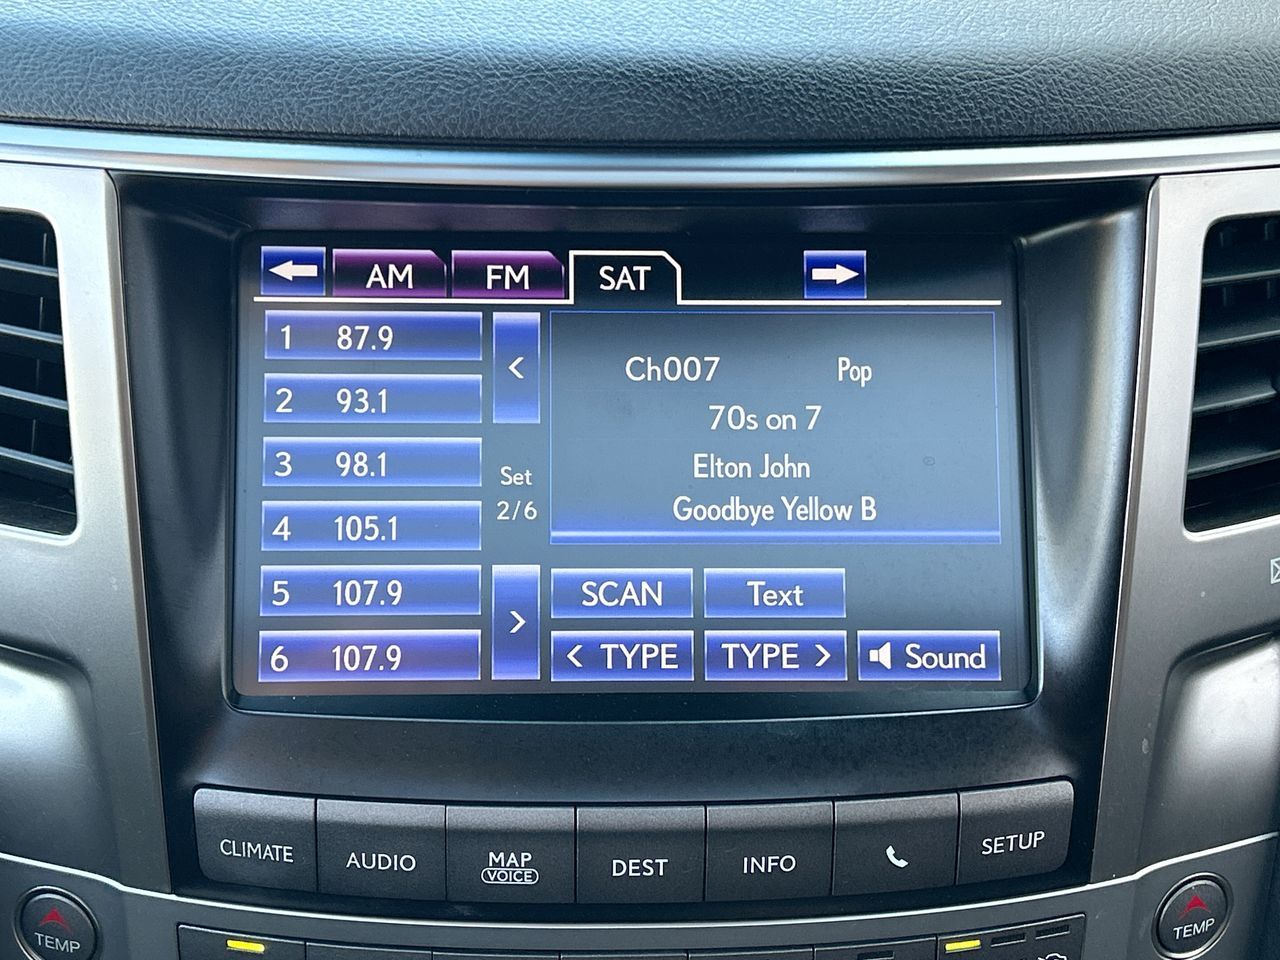 AM FM SAT
1 87.9
2 93.1
3 98.1
4 105.1
5 107.9
6 107.9
<
Set
2/6
>
Ch007 Pop
70s on 7
Elton John
Goodbye Yellow B
SCAN Text
< TYPE TYPE > Sound
CLIMATE AUDIO MAP VOICE DEST INFO SETUP
TEMP TEMP